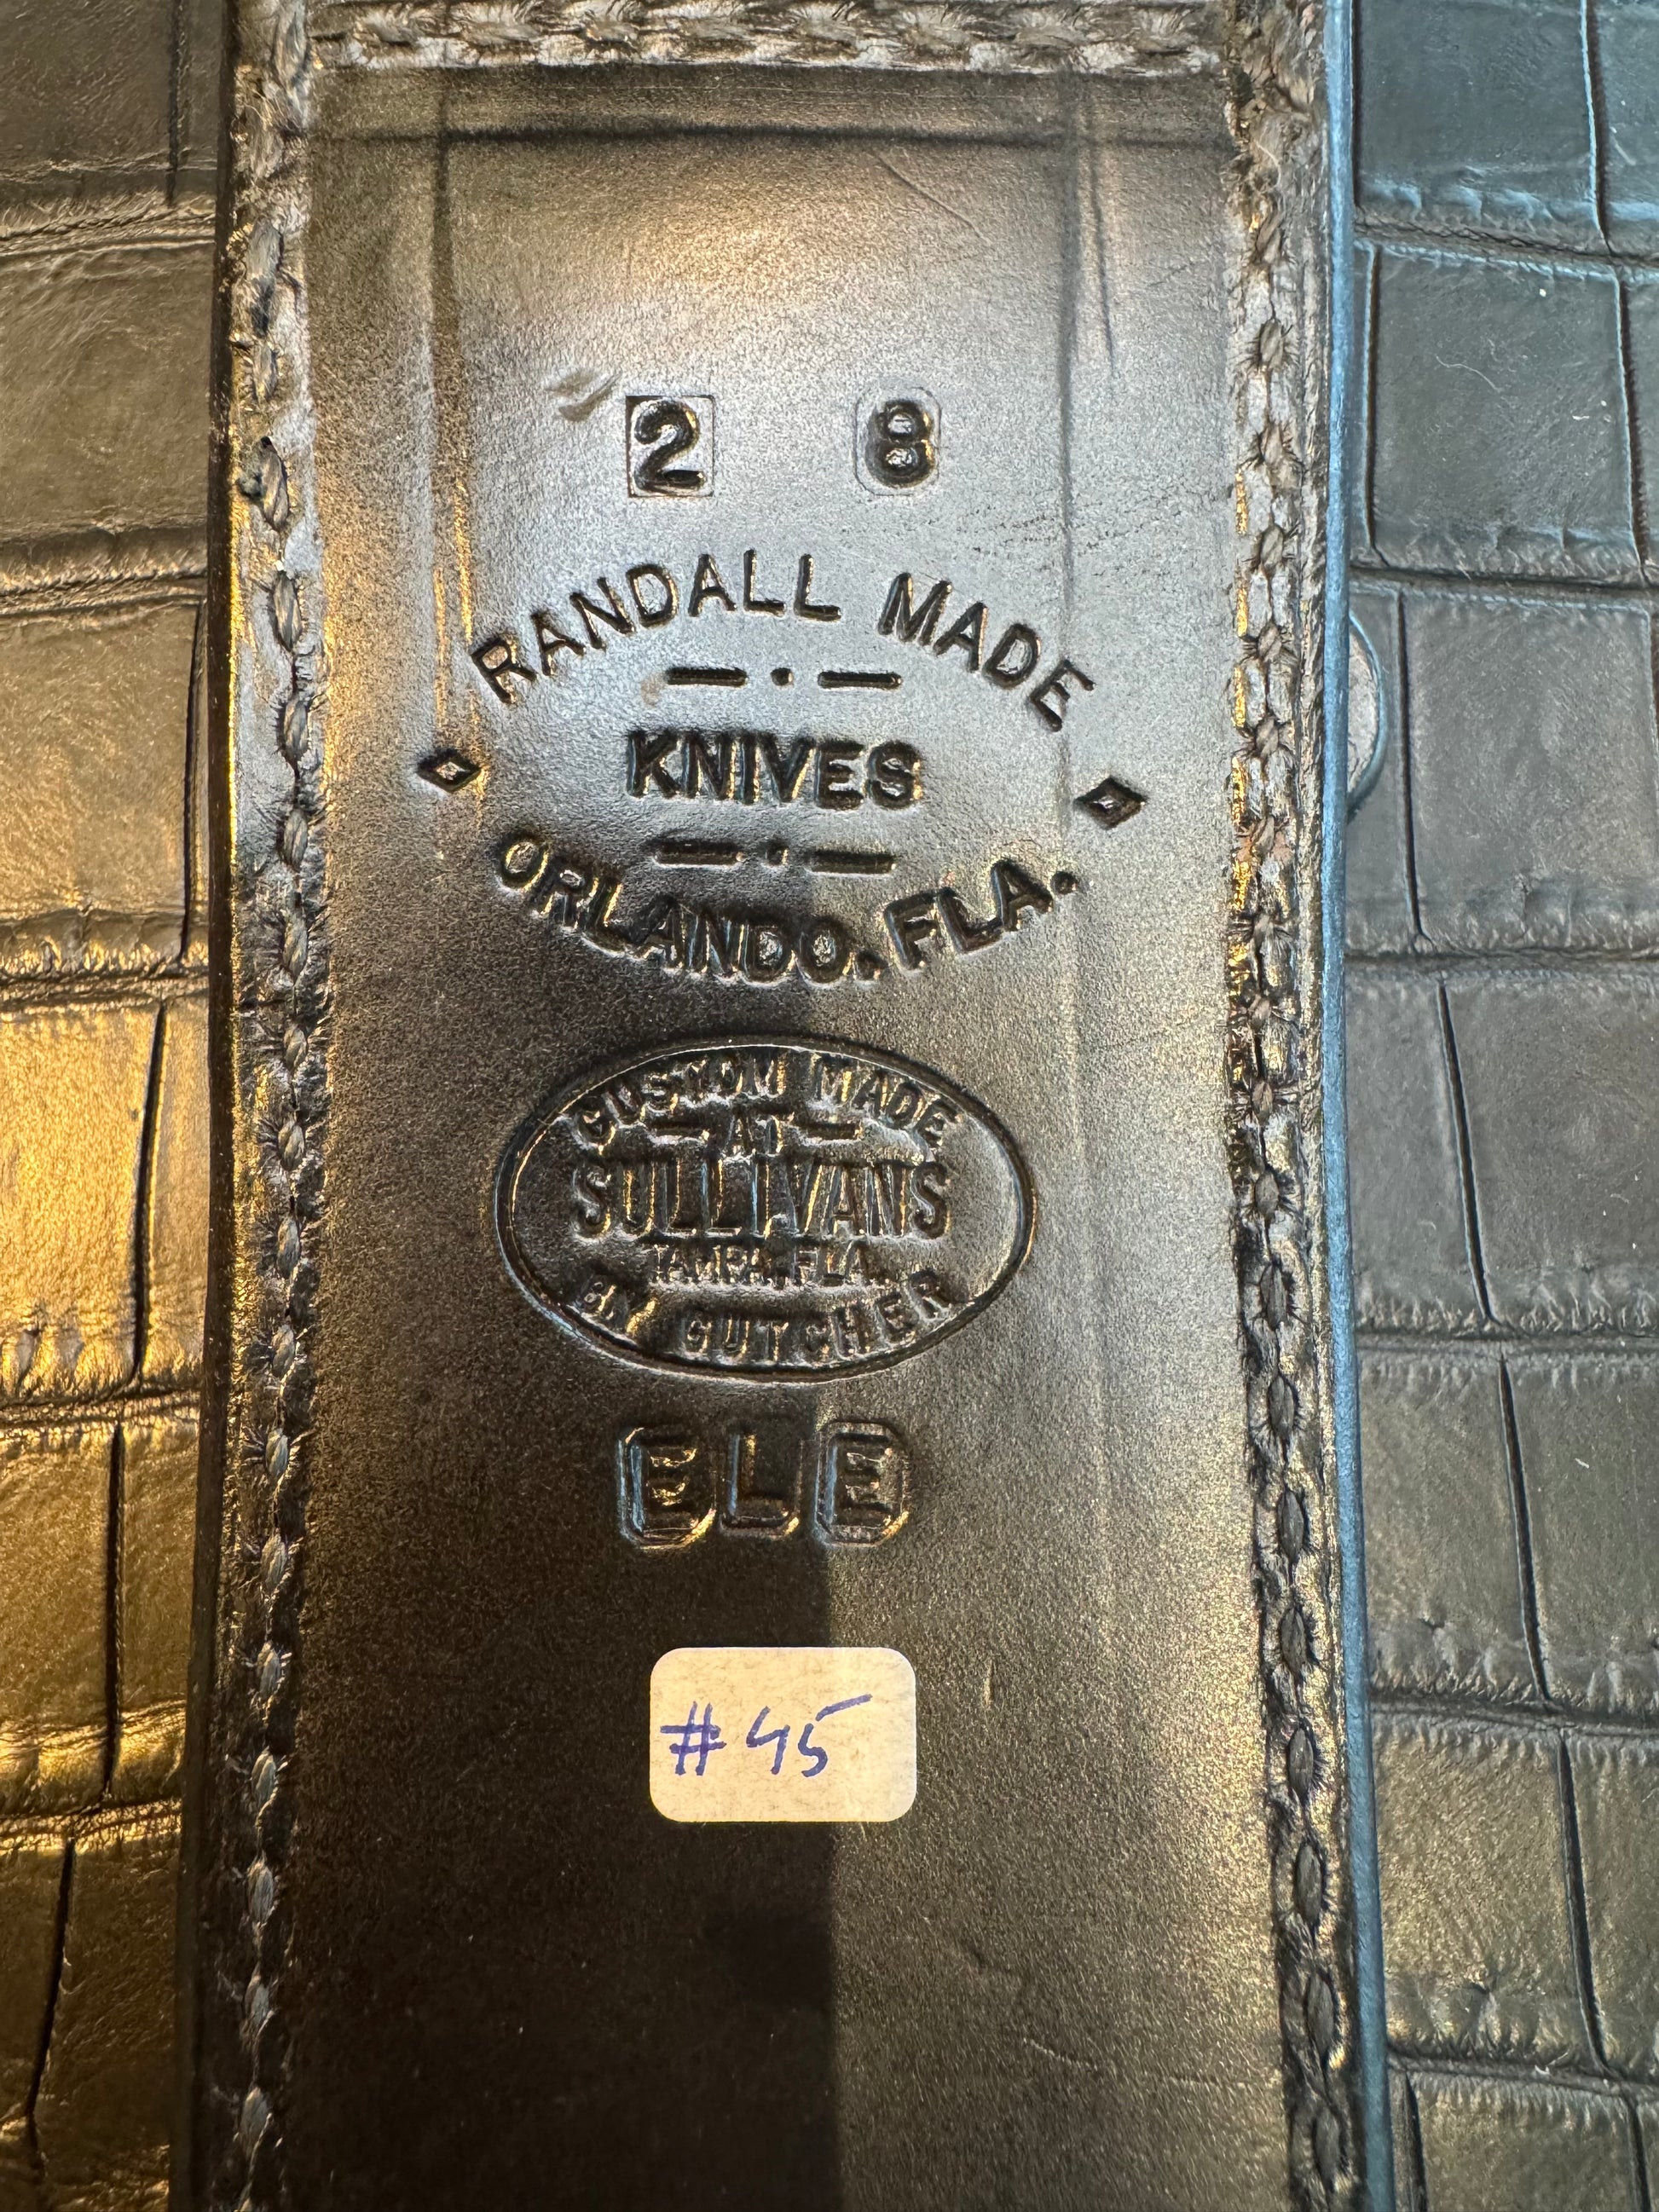 2 8
RANDALL MADE
KNIVES
ORLANDO, FLA.
CUSTOM MADE
AT
SULLIVANS
TAMPA, FLA.
BY GUTCHER
ELE
#45